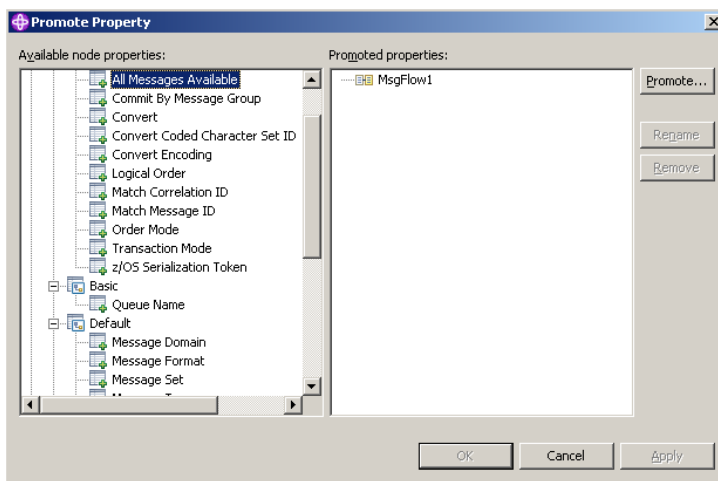 Promote Property
Available node properties:
Promoted properties:
All Messages Available
Commit By Message Group
Convert
Convert Coded Character Set ID
Convert Encoding
Logical Order
Match Correlation ID
Match Message ID
Order Mode
Transaction Mode
z/OS Serialization Token
Basic
Queue Name
Default
Message Domain
Message Format
Message Set
MsgFlow1
Promote...
Rename
Remove
OK
Cancel
Apply